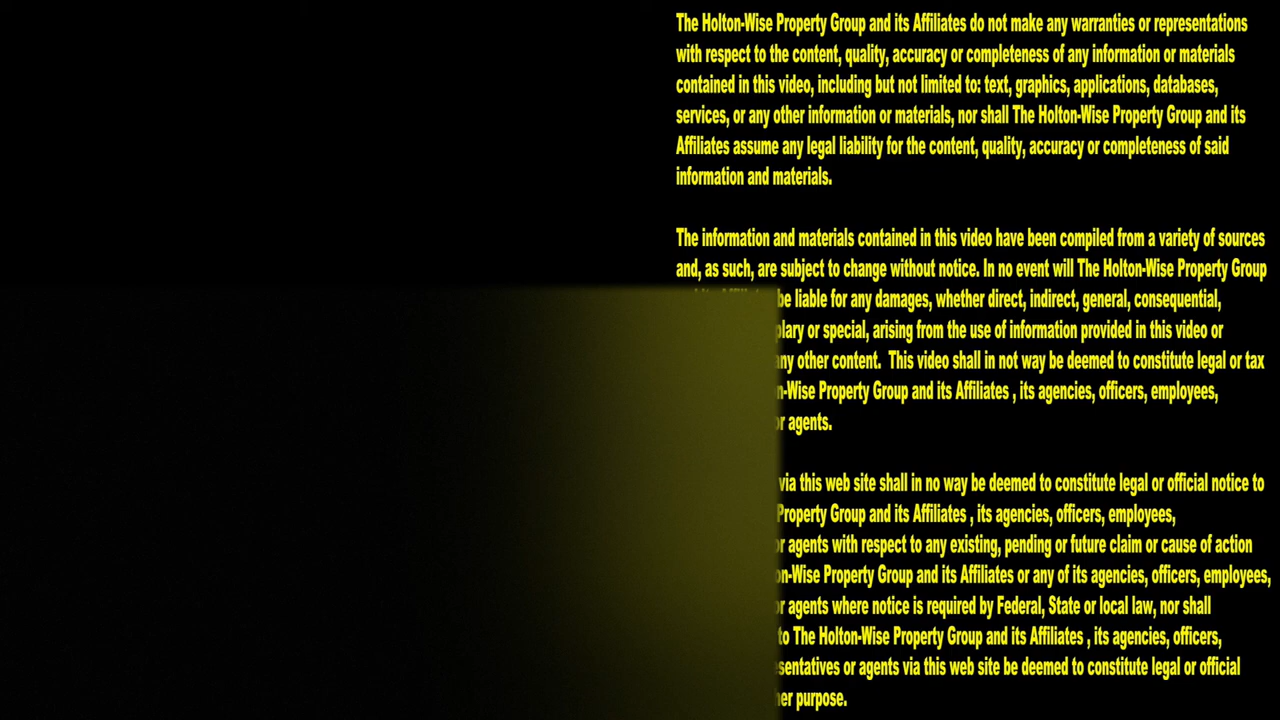 The Holton-Wise Property Group and its Affiliates do not make any warranties or representations
with respect to the content, quality, accuracy or completeness of any information or materials
contained in this video, including but not limited to: text, graphics, applications, databases,
services, or any other information or materials, nor shall The Holton-Wise Property Group and its
Affiliates assume any legal liability for the content, quality, accuracy or completeness of said
information and materials.
The information and materials contained in this video have been compiled from a variety of sources
and, as such, are subject to change without notice. In no event will The Holton-Wise Property Group
be liable for any damages, whether direct, indirect, general, consequential,
or special, arising from the use of information provided in this video or
any other content. This video shall in not way be deemed to constitute legal or tax
Property Group and its Affiliates , its agencies, officers, employees,
or agents.
via this web site shall in no way be deemed to constitute legal or official notice to
Property Group and its Affiliates , its agencies, officers, employees,
or agents with respect to any existing, pending or future claim or cause of action
Property Group and its Affiliates or any of its agencies, officers, employees,
or agents where notice is required by Federal, State or local law, nor shall
to The Holton-Wise Property Group and its Affiliates , its agencies, officers,
or agents via this web site be deemed to constitute legal or official
purpose.